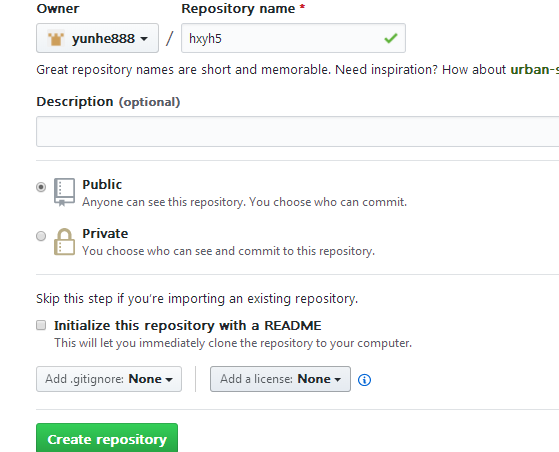 Owner
Repository name *
yunhe888
/
hxyh5
Great repository names are short and memorable. Need inspiration? How about urban-s
Description (optional)
Public
Anyone can see this repository. You choose who can commit.
Private
You choose who can see and commit to this repository.
Skip this step if you're importing an existing repository.
Initialize this repository with a README
This will let you immediately clone the repository to your computer.
Add .gitignore: None
Add a license: None
Create repository